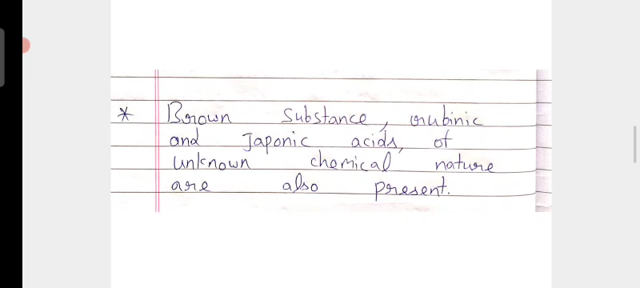 * Brown substance, rubinic
and Japonic acids, of
unknown chemical nature
are also present.